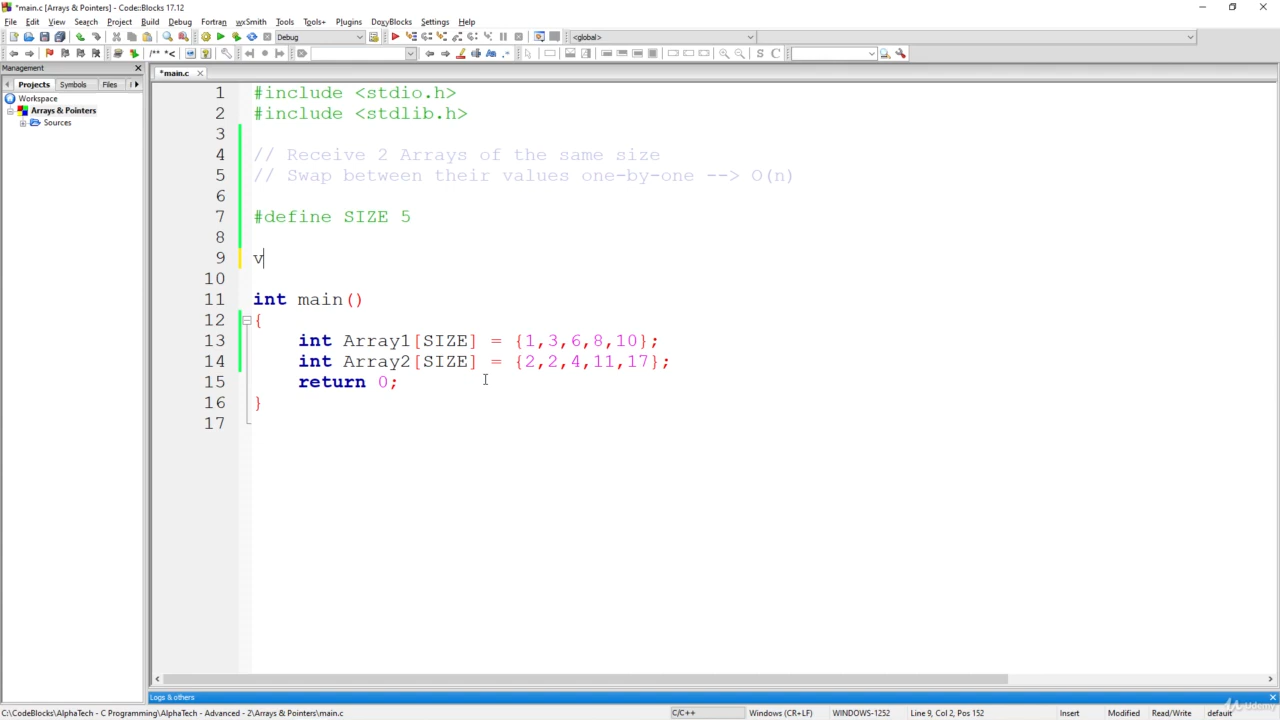 *main.c [Arrays & Pointers] - Code::Blocks 17.12
File Edit View Search Project Build Debug Fortran wxSmith Tools Tools+ Plugins DoxyBlocks Settings Help
Debug <global>
/** *< S C
Management
Projects Symbols Files
*main.c
Workspace
Arrays & Pointers
Sources
1 #include <stdio.h>
2 #include <stdlib.h>
3
4 // Receive 2 Arrays of the same size
5 // Swap between their values one-by-one --> O(n)
6
7 #define SIZE 5
8
9 v
10
11 int main()
12 {
13 int Array1[SIZE] = {1,3,6,8,10};
14 int Array2[SIZE] = {2,2,4,11,17};
15 return 0;
16 }
17
Logs & others
C:\CodeBlocks\AlphaTech - C Programming\AlphaTech - Advanced - 2\Arrays & Pointers\main.c C/C++ Windows (CR+LF) WINDOWS-1252 Line 9, Col 2, Pos 152 Insert Modified Read/Write default
Udemy